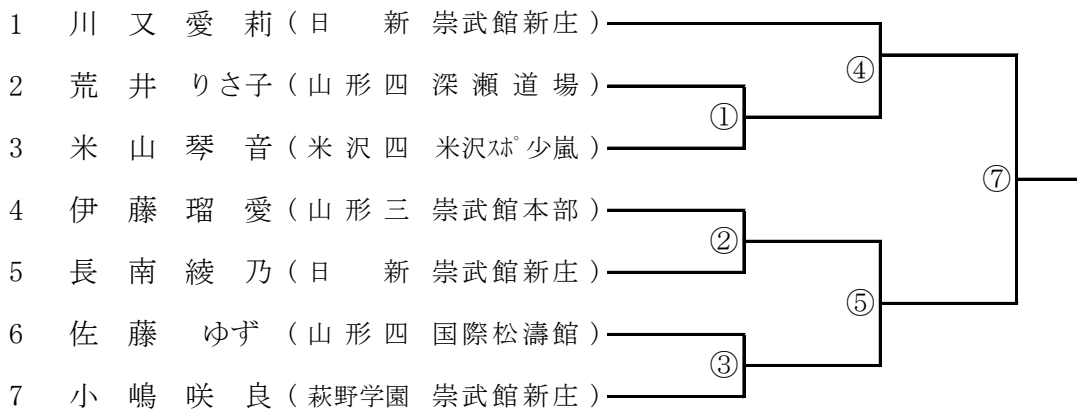 1 川又愛莉(日 新 崇武館新庄)
④
2 荒井 りさ子(山形四 深瀬道場)
①
3 米山琴音(米沢四 米沢スポ少嵐)
⑦
4 伊藤瑠愛(山形三 崇武館本部)
②
5 長南綾乃(日 新 崇武館新庄)
⑤
6 佐藤 ゆず(山形四 国際松濤館)
③
7 小嶋咲良(萩野学園 崇武館新庄)